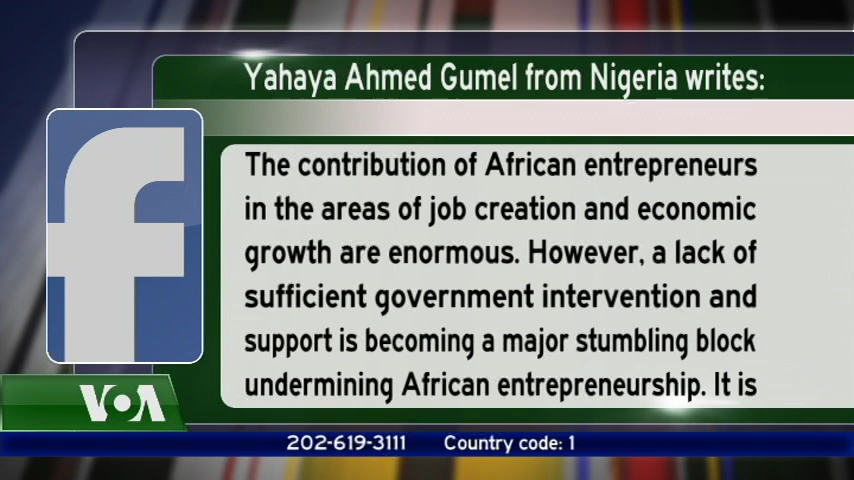 Yahaya Ahmed Gumel from Nigeria writes:
The contribution of African entrepreneurs
in the areas of job creation and economic
growth are enormous. However, a lack of
sufficient government intervention and
support is becoming a major stumbling block
undermining African entrepreneurship. It is
f
VOA
202-619-3111 Country code: 1